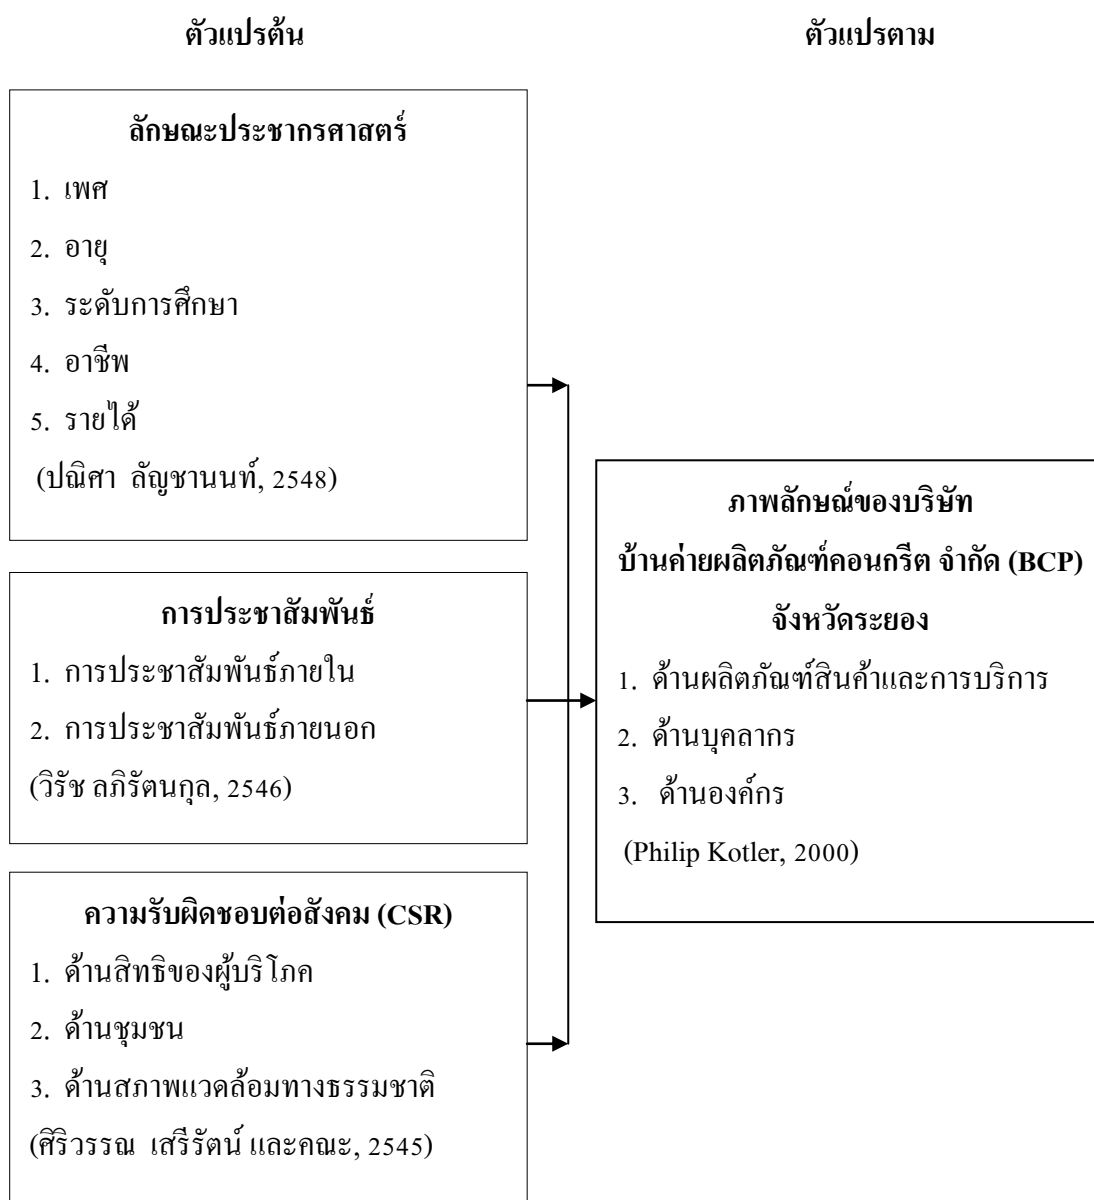 ตัวแปรต้น
ตัวแปรตาม
ลักษณะประชากรศาสตร์
1. เพศ
2. อายุ
3. ระดับการศึกษา
4. อาชีพ
5. รายได้
(ปณิศา ลัญชานนท์, 2548)
การประชาสัมพันธ์
1. การประชาสัมพันธ์ภายใน
2. การประชาสัมพันธ์ภายนอก
(วิรัช ลภิรัตนกุล, 2546)
ความรับผิดชอบต่อสังคม (CSR)
1. ด้านสิทธิของผู้บริโภค
2. ด้านชุมชน
3. ด้านสภาพแวดล้อมทางธรรมชาติ
(ศิริวรรณ เสรีรัตน์ และคณะ, 2545)
ภาพลักษณ์ของบริษัท
บ้านค่ายผลิตภัณฑ์คอนกรีต จำกัด (BCP)
จังหวัดระยอง
1. ด้านผลิตภัณฑ์สินค้าและการบริการ
2. ด้านบุคลากร
3. ด้านองค์กร
(Philip Kotler, 2000)